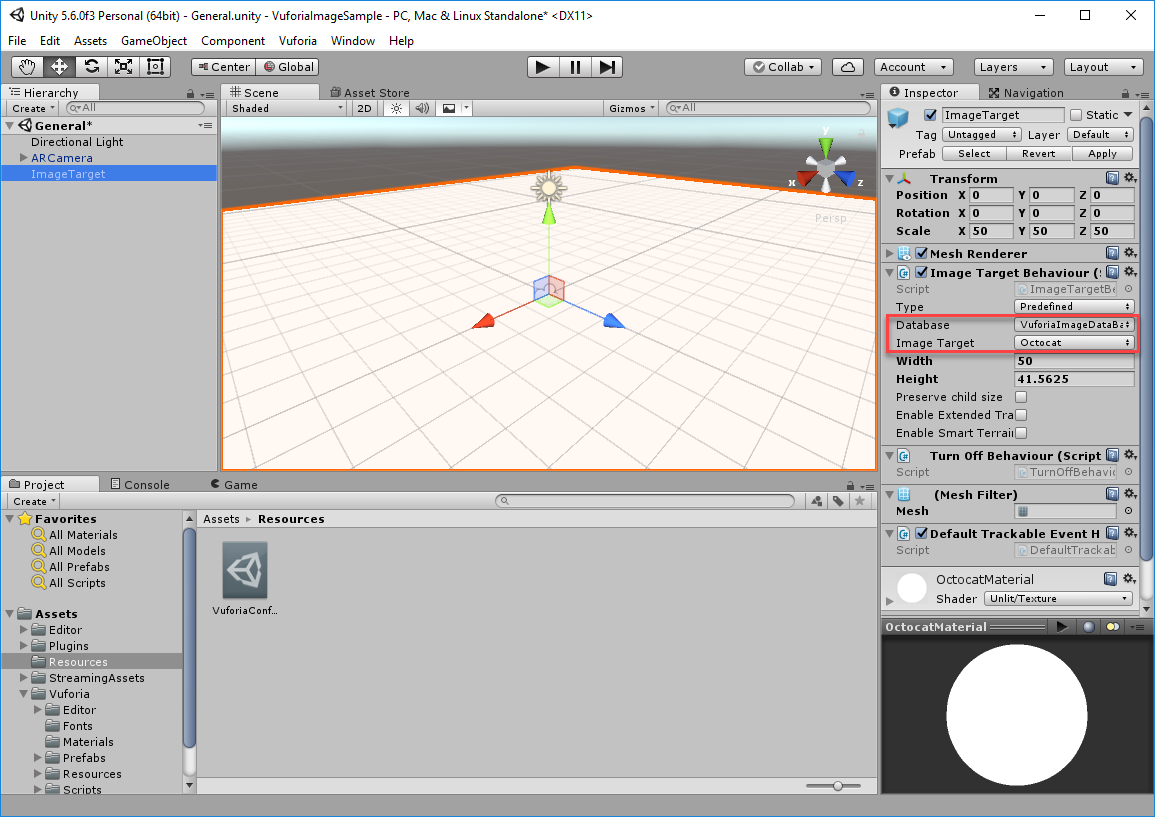 Unity 5.6.0f3 Personal (64bit) - General.unity - VuforiaImageSample - PC, Mac & Linux Standalone* <DX11>
File Edit Assets GameObject Component Vuforia Window Help
Center Global Collab Account Layers Layout
Hierarchy
Create All
General*
Directional Light
ARCamera
ImageTarget
Scene Asset Store
Shaded 2D Gizmos All
y
x z
Persp
Inspector Navigation
ImageTarget Static
Tag Untagged Layer Default
Prefab Select Revert Apply
Transform
Position X 0 Y 0 Z 0
Rotation X 0 Y 0 Z 0
Scale X 50 Y 50 Z 50
Mesh Renderer
Image Target Behaviour (S
Script ImageTargetBe
Type Predefined
Database VuforiaImageDataBa
Image Target Octocat
Width 50
Height 41.5625
Preserve child size
Enable Extended Tra
Enable Smart Terrain
Turn Off Behaviour (Script
Script TurnOffBehavio
(Mesh Filter)
Mesh
Default Trackable Event H
Script DefaultTrackab
OctocatMaterial
Shader Unlit/Texture
OctocatMaterial
Project Console Game
Create
Favorites
All Materials
All Models
All Prefabs
All Scripts
Assets
Editor
Plugins
Resources
StreamingAssets
Vuforia
Editor
Fonts
Materials
Prefabs
Resources
Scripts
Assets Resources
VuforiaConf...